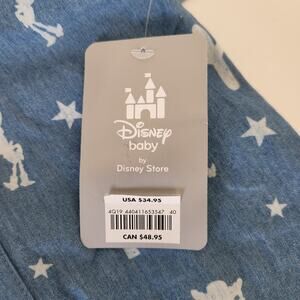 Disney
baby
by
Disney Store
USA $34.95
4Q19 440411653547 40
CAN $48.95